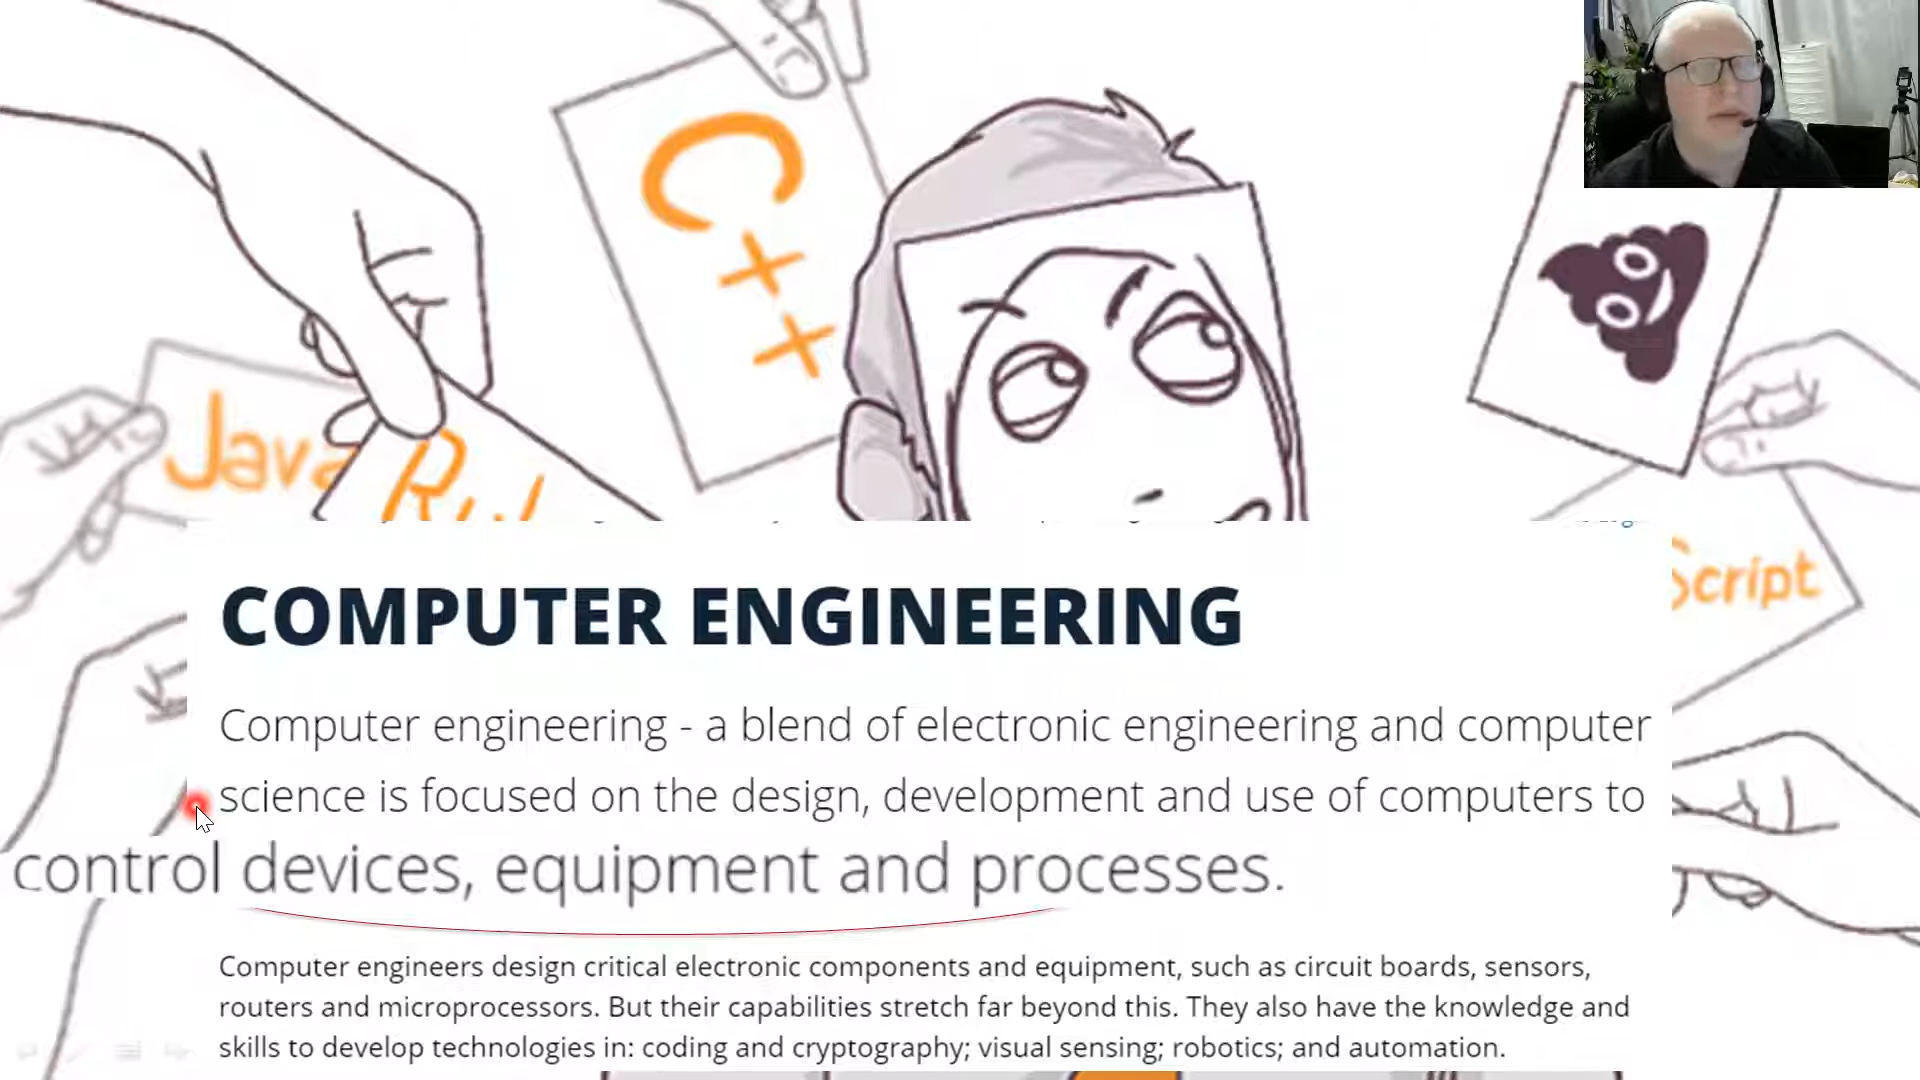 C++
Java
Script
COMPUTER ENGINEERING
Computer engineering - a blend of electronic engineering and computer
science is focused on the design, development and use of computers to
control devices, equipment and processes.
Computer engineers design critical electronic components and equipment, such as circuit boards, sensors,
routers and microprocessors. But their capabilities stretch far beyond this. They also have the knowledge and
skills to develop technologies in: coding and cryptography; visual sensing; robotics; and automation.